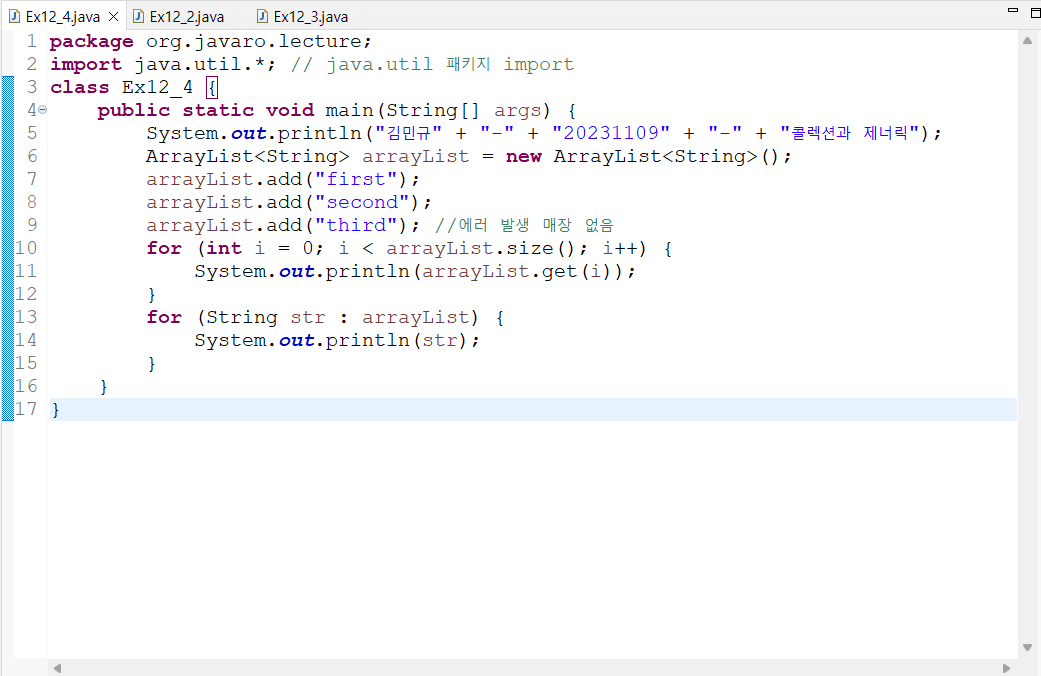 Ex12_4.java Ex12_2.java Ex12_3.java
1 package org.javaro.lecture;
2 import java.util.*; // java.util 패키지 import
3 class Ex12_4 {
4 public static void main(String[] args) {
5 System.out.println("김민규" + "-" + "20231109" + "-" + "콜렉션과 제너릭");
6 ArrayList<String> arrayList = new ArrayList<String>();
7 arrayList.add("first");
8 arrayList.add("second");
9 arrayList.add("third"); //에러 발생 매장 없음
10 for (int i = 0; i < arrayList.size(); i++) {
11 System.out.println(arrayList.get(i));
12 }
13 for (String str : arrayList) {
14 System.out.println(str);
15 }
16 }
17 }